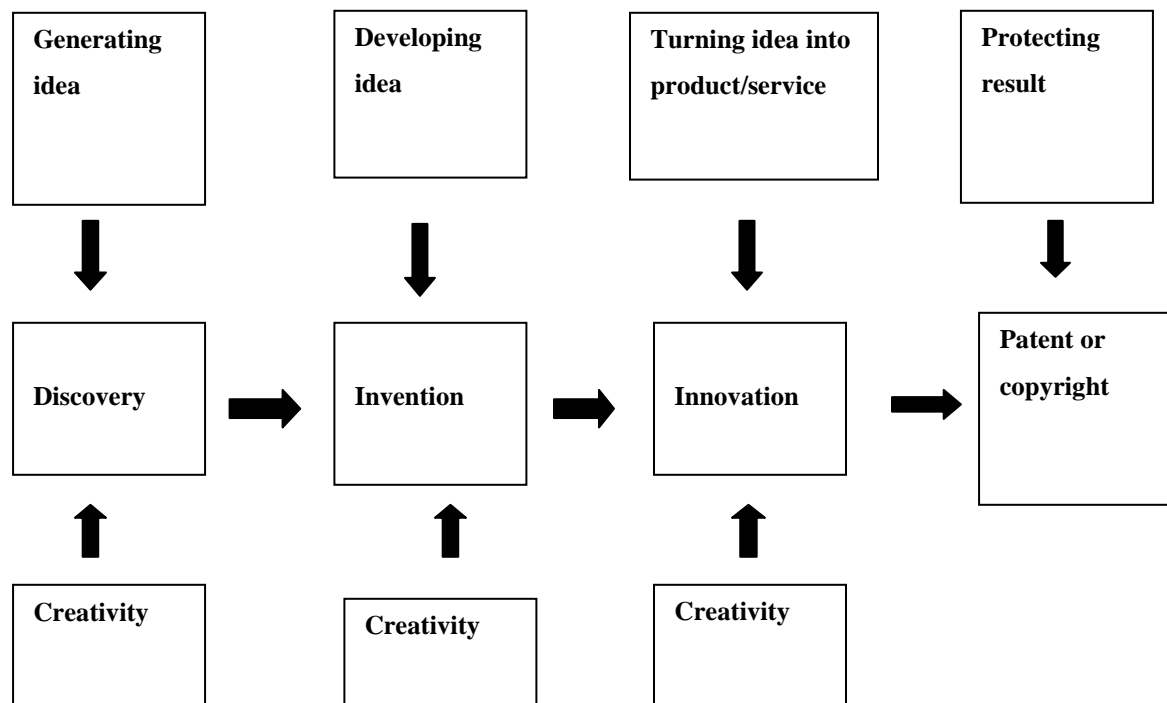 Generating
idea
Developing
idea
Turning idea into
product/service
Protecting
result
Discovery
Invention
Innovation
Patent or
copyright
Creativity
Creativity
Creativity